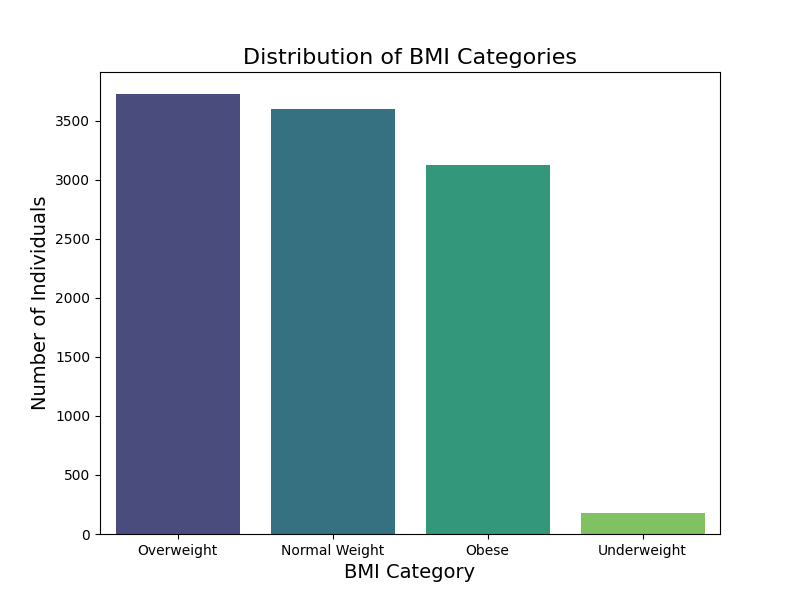 Distribution of BMI Categories
Number of Individuals
3500
3000
2500
2000
1500
1000
500
0
Overweight Normal Weight Obese Underweight
BMI Category